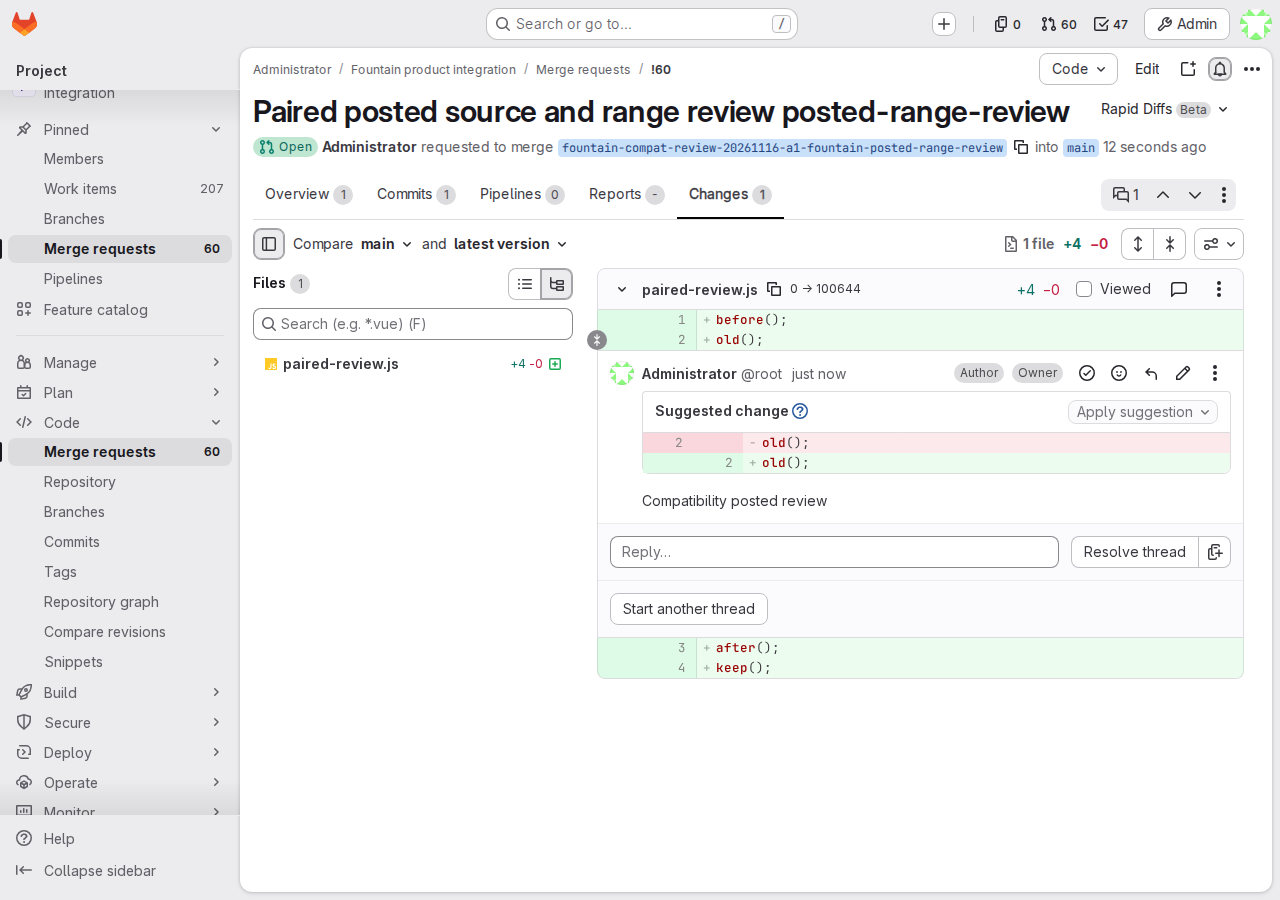 Search or go to...
/
0
60
47
Admin
Project
integration
Pinned
Members
Work items 207
Branches
Merge requests 60
Pipelines
Feature catalog
Manage
Plan
Code
Merge requests 60
Repository
Branches
Commits
Tags
Repository graph
Compare revisions
Snippets
Build
Secure
Deploy
Operate
Monitor
Help
Collapse sidebar
Administrator / Fountain product integration / Merge requests / !60
Code
Edit
Paired posted source and range review posted-range-review
Rapid Diffs Beta
Open Administrator requested to merge fountain-compat-review-20261116-a1-fountain-posted-range-review into main 12 seconds ago
Overview 1 Commits 1 Pipelines 0 Reports - Changes 1
1
Compare main and latest version
1 file +4 −0
Files 1
Search (e.g. *.vue) (F)
paired-review.js +4 -0
paired-review.js 0 → 100644 +4 −0 Viewed
1 + before();
2 + old();
Administrator @root just now Author Owner
Suggested change Apply suggestion
2 - old();
2 + old();
Compatibility posted review
Reply…
Resolve thread
Start another thread
3 + after();
4 + keep();